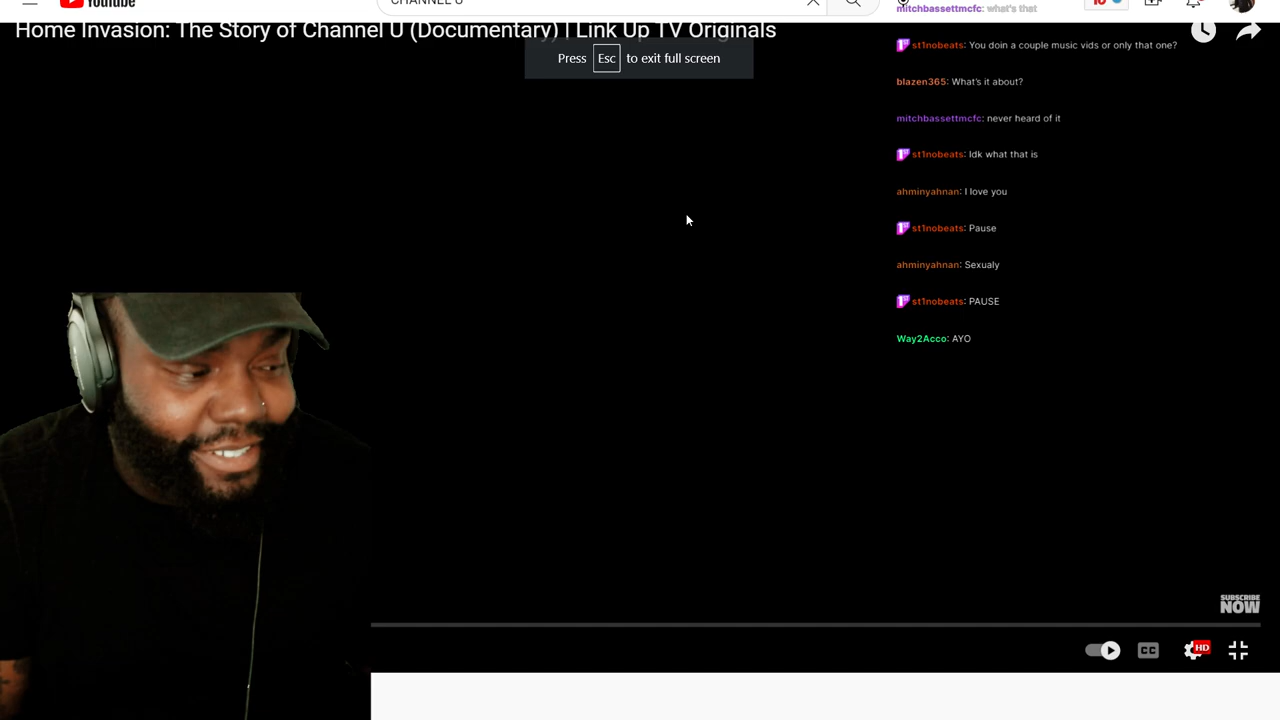 YouTube
CHANNEL U
Home Invasion: The Story of Channel U (Documentary) | Link Up TV Originals
Press Esc to exit full screen
mitchbassettmcfc: what's that
st1nobeats: You doin a couple music vids or only that one?
blazen365: What's it about?
mitchbassettmcfc: never heard of it
st1nobeats: Idk what that is
ahminyahnan: I love you
st1nobeats: Pause
ahminyahnan: Sexualy
st1nobeats: PAUSE
Way2Acco: AYO
SUBSCRIBE
NOW
CC
HD